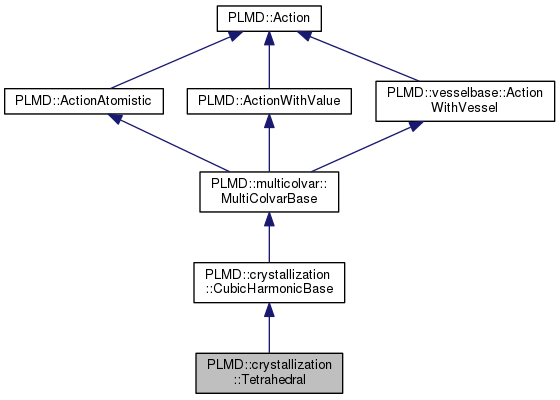 PLMD::Action
PLMD::ActionAtomistic
PLMD::ActionWithValue
PLMD::vesselbase::Action
WithVessel
PLMD::multicolvar::
MultiColvarBase
PLMD::crystallization
::CubicHarmonicBase
PLMD::crystallization
::Tetrahedral